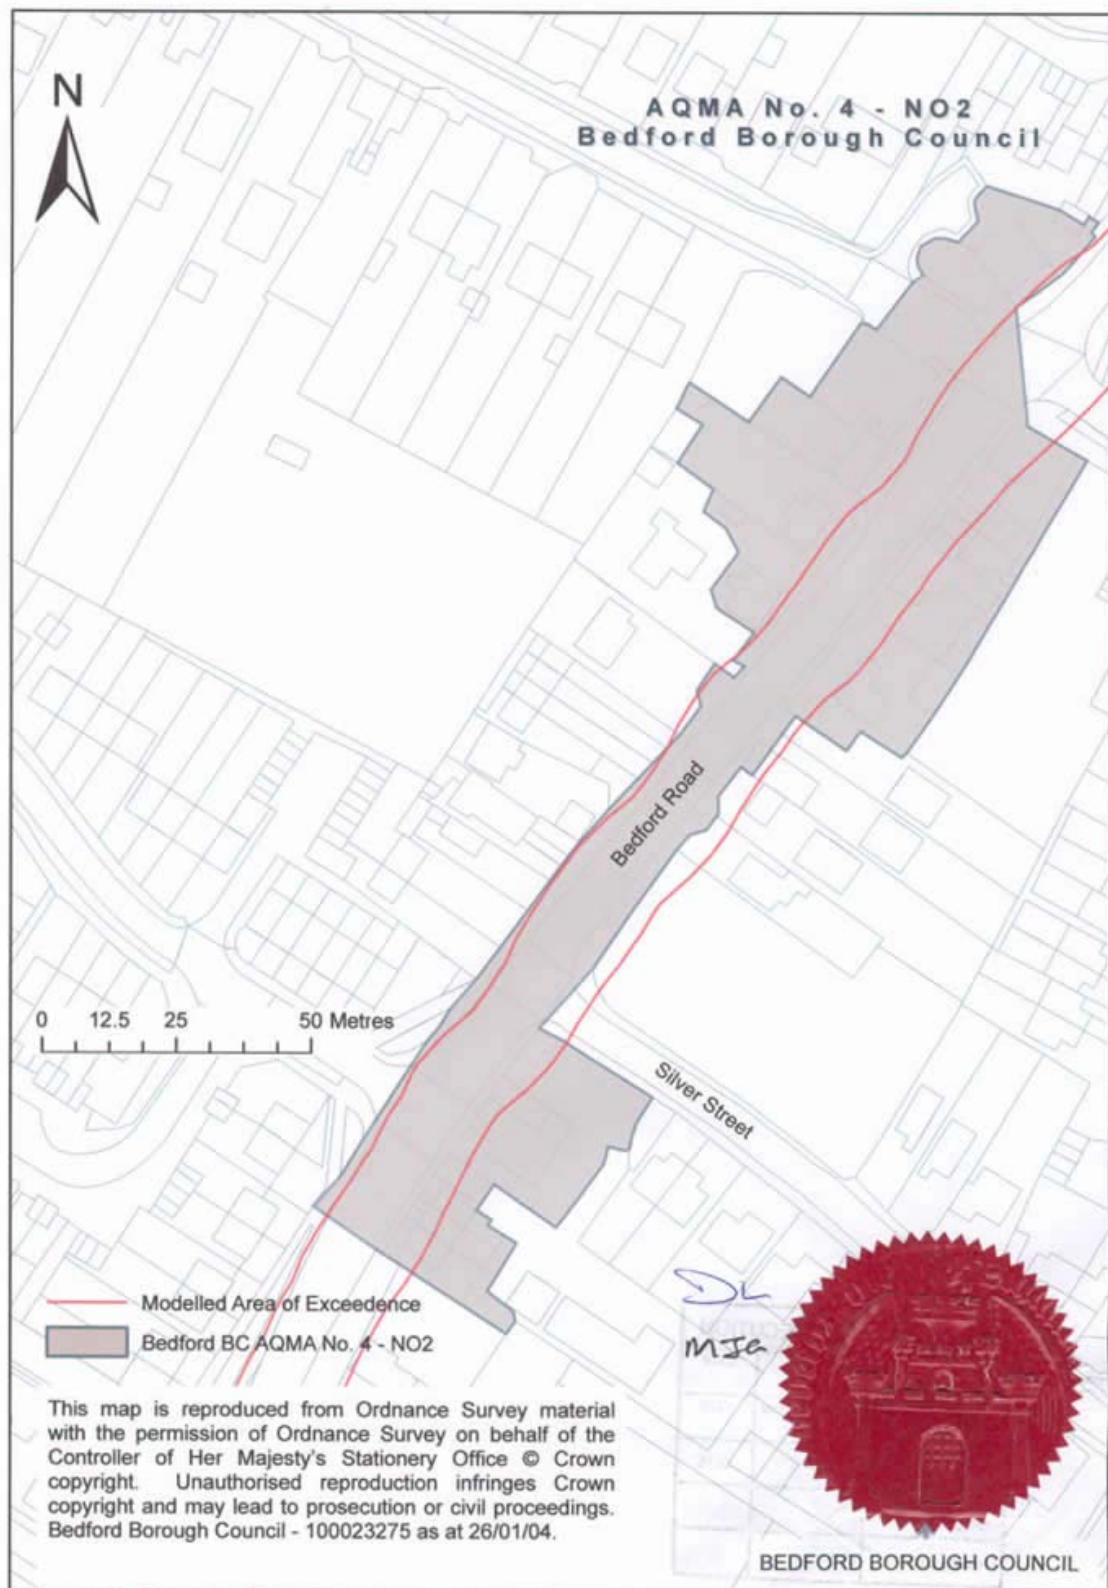 N
AQMA No. 4 - NO2
Bedford Borough Council
Bedford Road
0 12.5 25 50 Metres
Silver Street
Modelled Area of Exceedence
Bedford BC AQMA No. 4 - NO2
DL
MJG
This map is reproduced from Ordnance Survey material
with the permission of Ordnance Survey on behalf of the
Controller of Her Majesty's Stationery Office © Crown
copyright. Unauthorised reproduction infringes Crown
copyright and may lead to prosecution or civil proceedings.
Bedford Borough Council - 100023275 as at 26/01/04.
BEDFORD BOROUGH COUNCIL